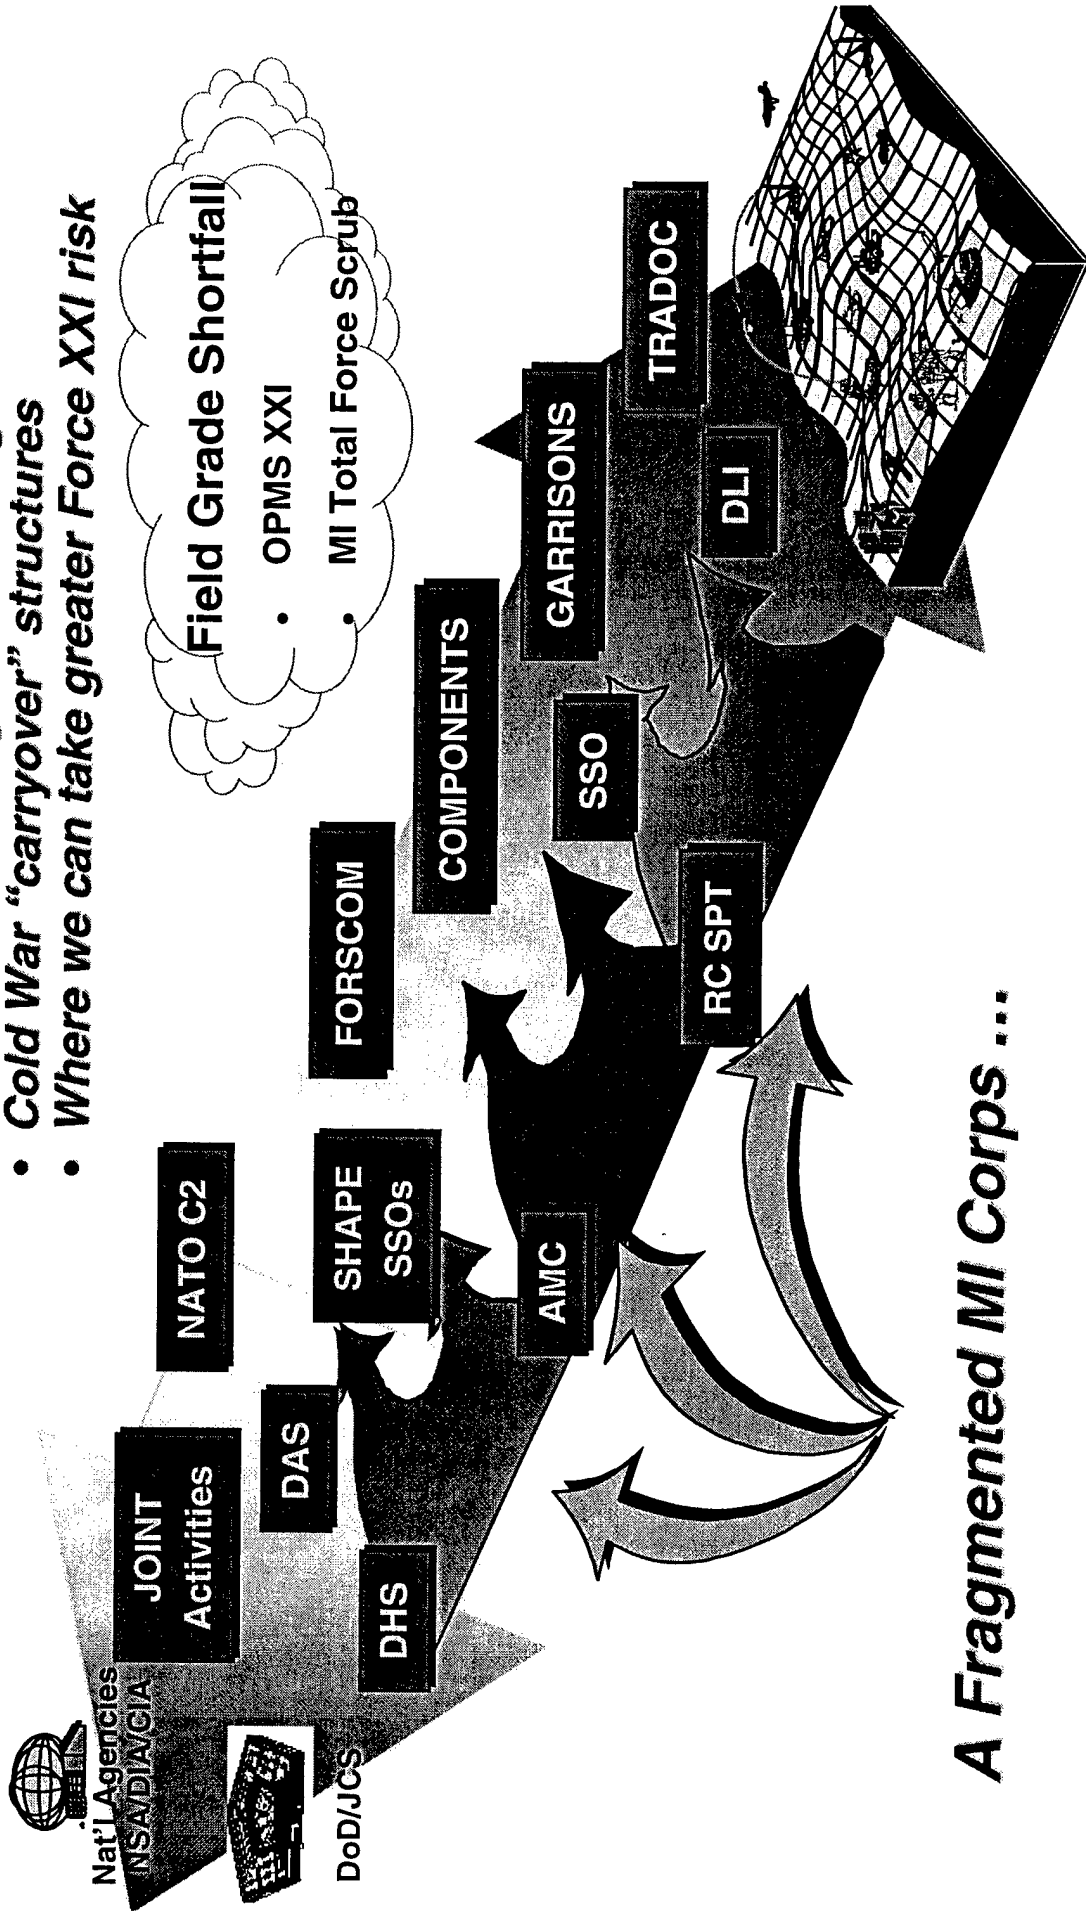 • Cold War “carryover” structures
• Where we can take greater Force XXI risk
Field Grade Shortfall
• OPMS XXI
• MI Total Force Scrub
Nat'l Agencies
NSA/DIA/CIA
DoD/JCS
JOINT
Activities
NATO C2
DAS
DHS
SHAPE
SSOs
FORSCOM
AMC
COMPONENTS
SSO
RC SPT
GARRISONS
DLI
TRADOC
A Fragmented MI Corps ...